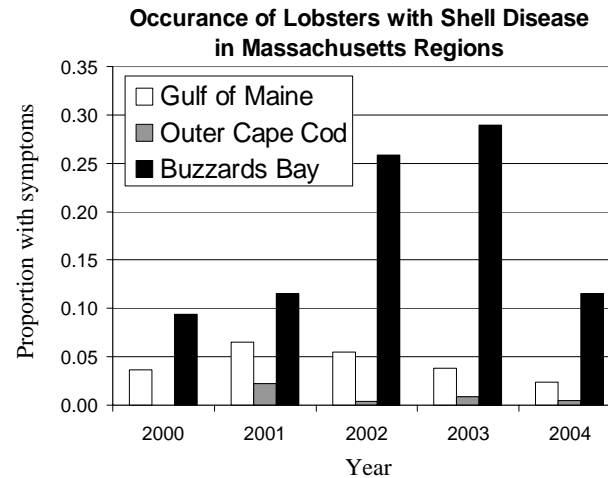 Occurance of Lobsters with Shell Disease
in Massachusetts Regions
Proportion with symptoms
0.35
0.30
0.25
0.20
0.15
0.10
0.05
0.00
Gulf of Maine
Outer Cape Cod
Buzzards Bay
2000 2001 2002 2003 2004
Year